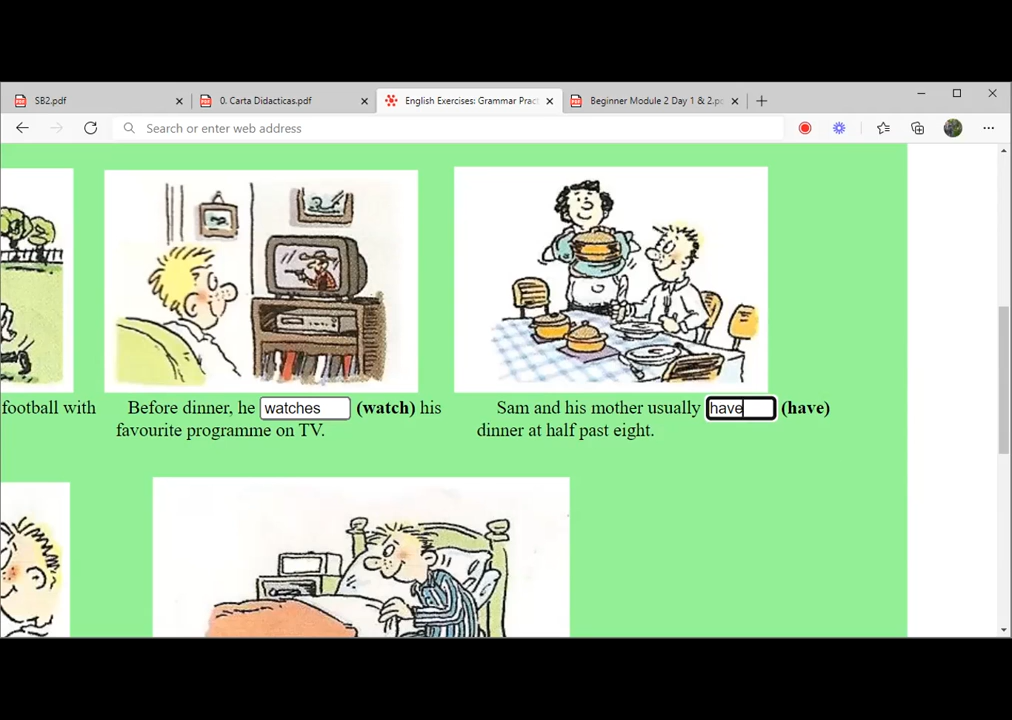 SB2.pdf
0. Carta Didacticas.pdf
English Exercises: Grammar Pract
Beginner Module 2 Day 1 & 2.pd
Search or enter web address
football with
Before dinner, he watches (watch) his
favourite programme on TV.
Sam and his mother usually have (have)
dinner at half past eight.